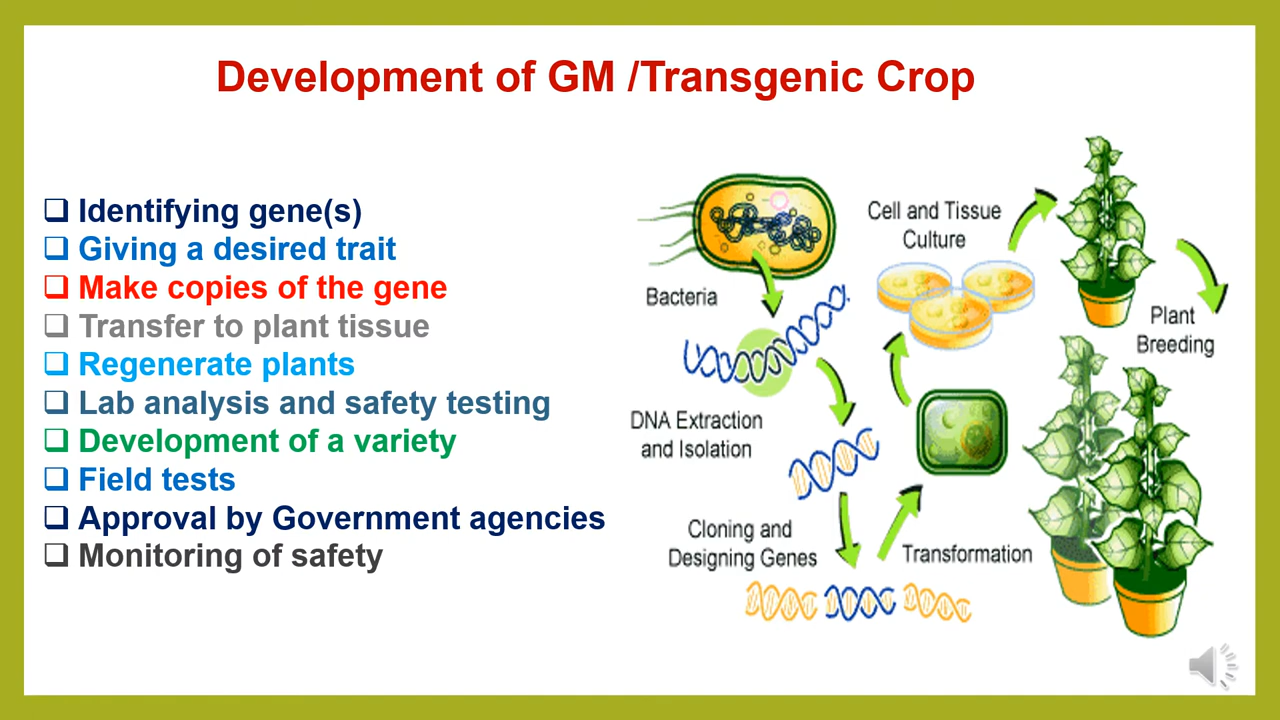 Development of GM /Transgenic Crop
Identifying gene(s)
Giving a desired trait
Make copies of the gene
Transfer to plant tissue
Regenerate plants
Lab analysis and safety testing
Development of a variety
Field tests
Approval by Government agencies
Monitoring of safety
Bacteria
DNA Extraction
and Isolation
Cloning and
Designing Genes
Transformation
Cell and Tissue
Culture
Plant
Breeding